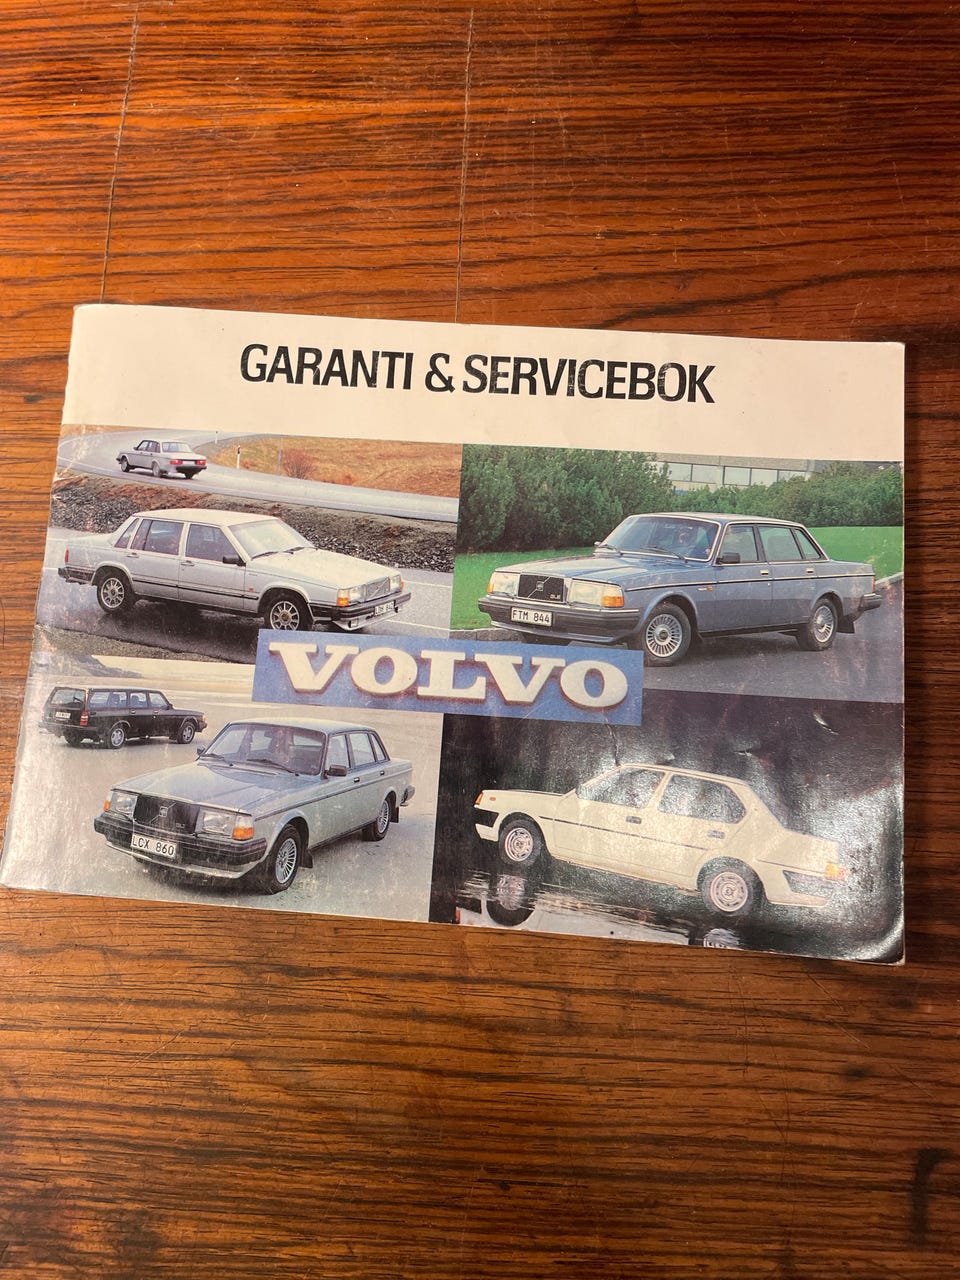 GARANTI & SERVICEBOK
FTM 844
VOLVO
LCX 860